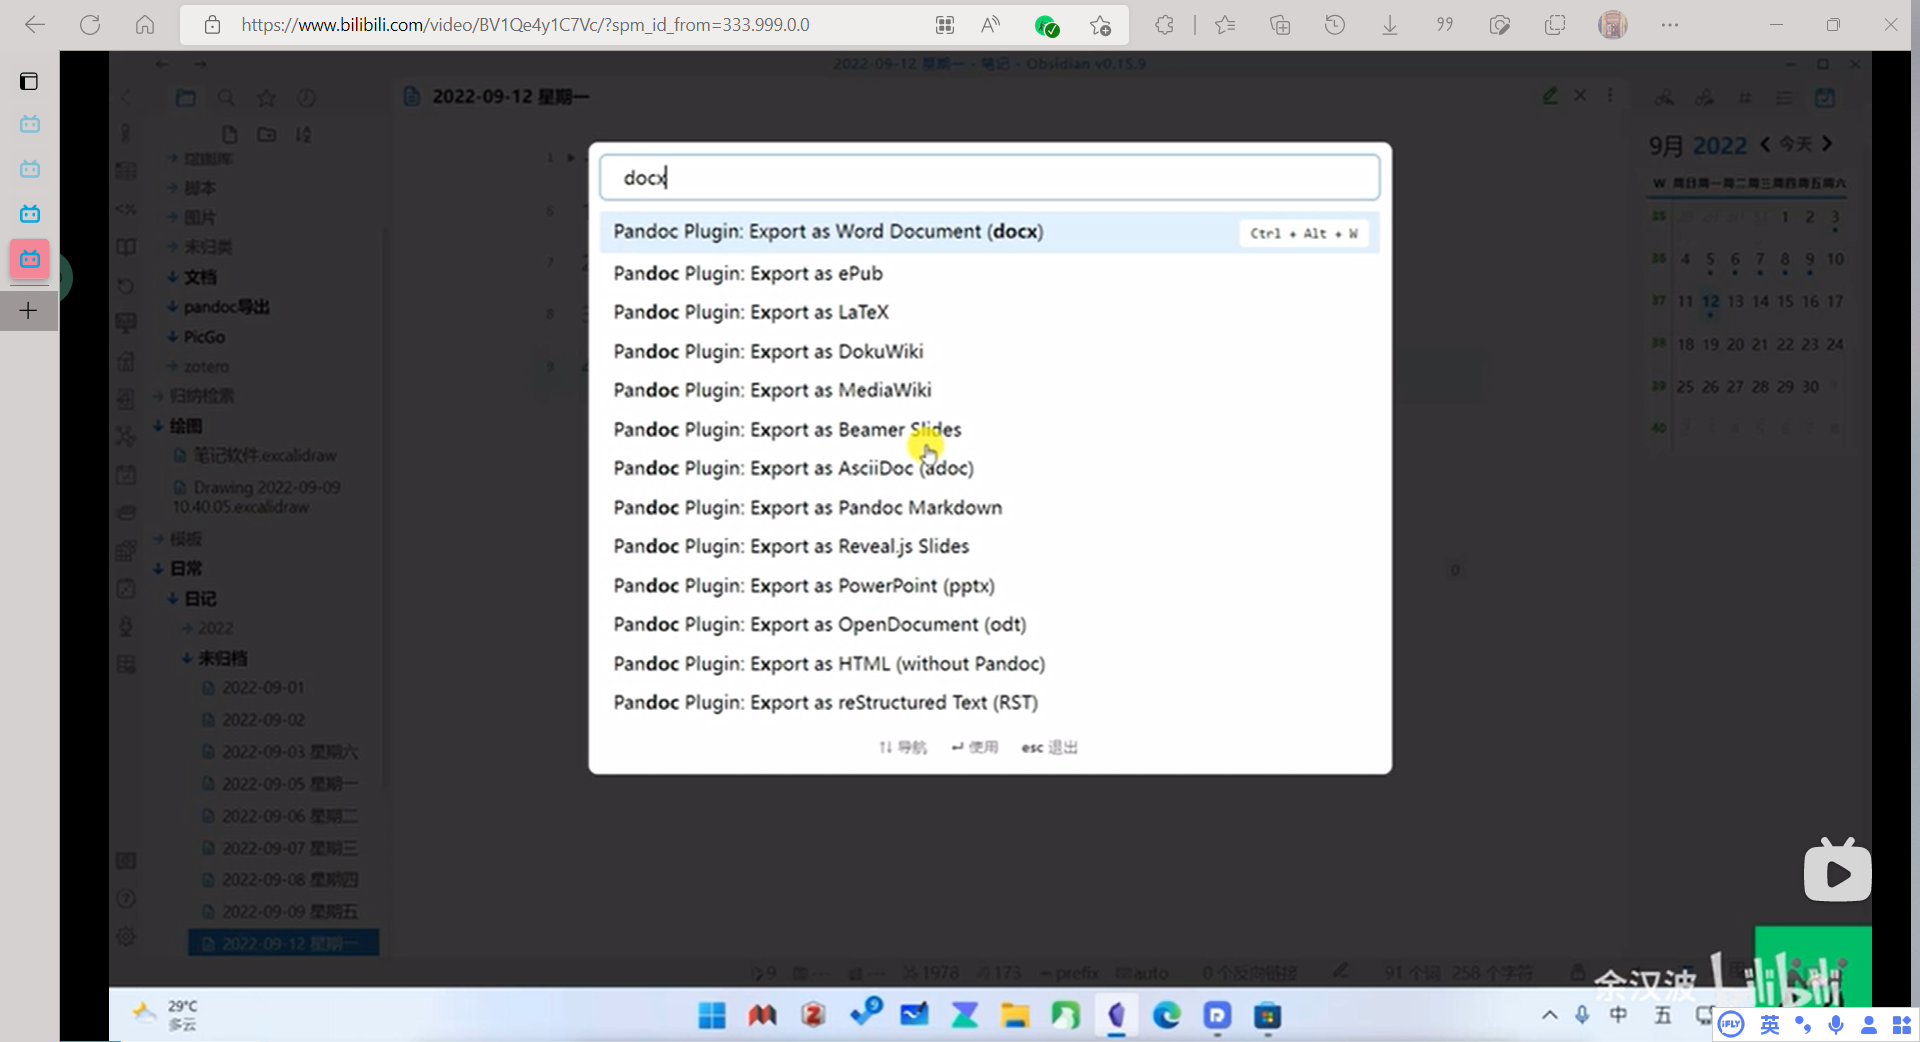 https://www.bilibili.com/video/BV1Qe4y1C7Vc/?spm_id_from=333.999.0.0
2022-09-12 星期一 - 笔记 - Obsidian v0.15.9
2022-09-12 星期一
脚本
图片
未归类
文档
pandoc导出
PicGo
zotero
归纳检索
绘图
笔记软件.excalidraw
Drawing 2022-09-09
10.40.05.excalidraw
模板
日常
日记
2022
未归档
2022-09-01
2022-09-02
2022-09-03 星期六
2022-09-05 星期一
2022-09-06 星期二
2022-09-07 星期三
2022-09-08 星期四
2022-09-09 星期五
2022-09-12 星期一
1
6
7
8
9
docx
Pandoc Plugin: Export as Word Document (docx)
Ctrl + Alt + W
Pandoc Plugin: Export as ePub
Pandoc Plugin: Export as LaTeX
Pandoc Plugin: Export as DokuWiki
Pandoc Plugin: Export as MediaWiki
Pandoc Plugin: Export as Beamer Slides
Pandoc Plugin: Export as AsciiDoc (adoc)
Pandoc Plugin: Export as Pandoc Markdown
Pandoc Plugin: Export as Reveal.js Slides
Pandoc Plugin: Export as PowerPoint (pptx)
Pandoc Plugin: Export as OpenDocument (odt)
Pandoc Plugin: Export as HTML (without Pandoc)
Pandoc Plugin: Export as reStructured Text (RST)
↑↓ 导航 ↵ 使用 esc 退出
9月 2022 < 今天 >
W 周日 周一 周二 周三 周四 周五 周六
35 1 2 3
36 4 5 6 7 8 9 10
37 11 12 13 14 15 16 17
38 18 19 20 21 22 23 24
39 25 26 27 28 29 30
40
9 1978 173 prefix auto 0 个反向链接 91 个词 258 个字符
余汉波 bilibili
29°C
多云
9
中 五
iFLY 英